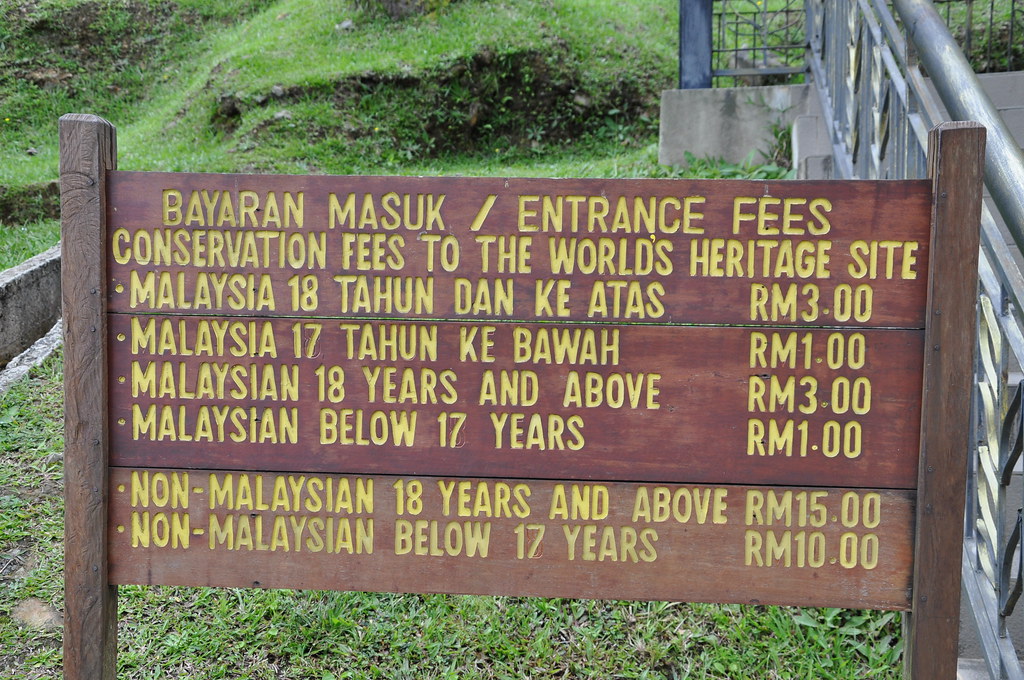 BAYARAN MASUK / ENTRANCE FEES
CONSERVATION FEES TO THE WORLD'S HERITAGE SITE
· MALAYSIA 18 TAHUN DAN KE ATAS RM3.00
· MALAYSIA 17 TAHUN KE BAWAH RM1.00
· MALAYSIAN 18 YEARS AND ABOVE RM3.00
· MALAYSIAN BELOW 17 YEARS RM1.00
· NON-MALAYSIAN 18 YEARS AND ABOVE RM15.00
· NON-MALAYSIAN BELOW 17 YEARS RM10.00